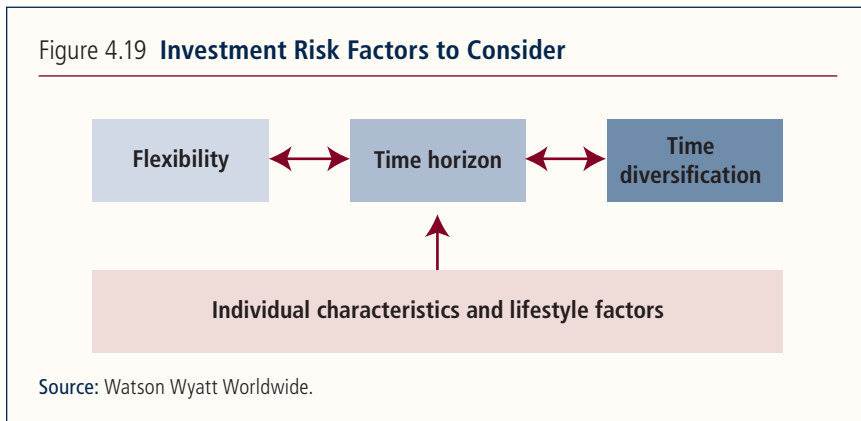 Figure 4.19 Investment Risk Factors to Consider
Flexibility
Time horizon
Time
diversification
Individual characteristics and lifestyle factors
Source: Watson Wyatt Worldwide.